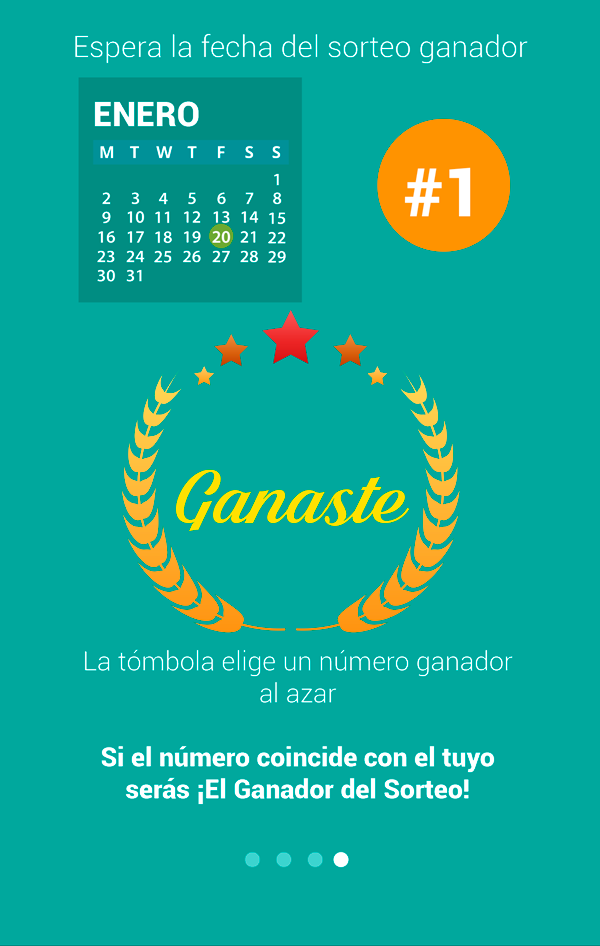 Espera la fecha del sorteo ganador
ENERO
M T W T F S S
1
2 3 4 5 6 7 8
9 10 11 12 13 14 15
16 17 18 19 20 21 22
23 24 25 26 27 28 29
30 31
#1
Ganaste
La tómbola elige un número ganador
al azar
Si el número coincide con el tuyo
serás ¡El Ganador del Sorteo!